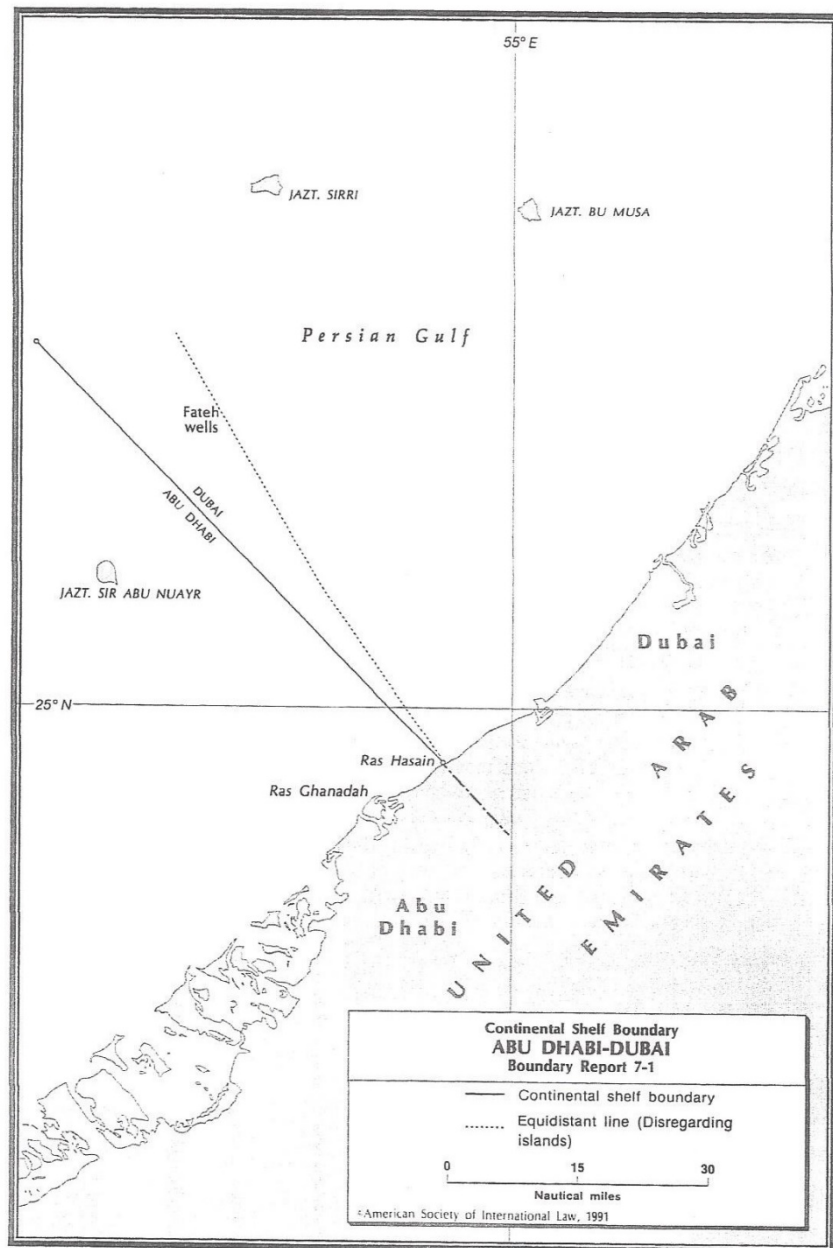 55° E
JAZT. SIRRI
JAZT. BU MUSA
Persian Gulf
Fateh
wells
DUBAI
ABU DHABI
JAZT. SIR ABU NUAYR
Dubai
25° N
Ras Hasain
Ras Ghanadah
Abu
Dhabi
UNITED ARAB
EMIRATES
Continental Shelf Boundary
ABU DHABI-DUBAI
Boundary Report 7-1
Continental shelf boundary
Equidistant line (Disregarding
islands)
0 15 30
Nautical miles
©American Society of International Law, 1991